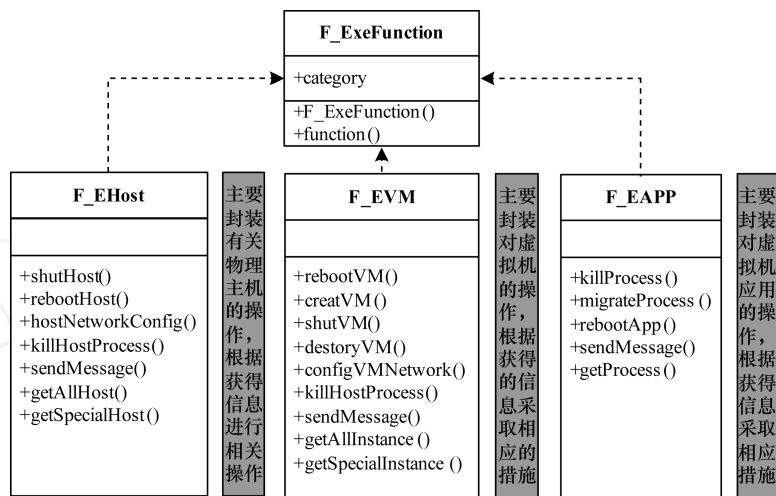 F_ExeFunction
+category
+F_ExeFunction()
+function()
F_EHost
+shutHost()
+rebootHost()
+hostNetworkConfig()
+killHostProcess()
+sendMessage()
+getAllHost()
+getSpecialHost()
主要
封装
有关
物理
主机
的操
作，
根据
获得
信息
进行
相关
操作
F_EVM
+rebootVM()
+creatVM()
+shutVM()
+destoryVM()
+configVMNetwork()
+killHostProcess()
+sendMessage()
+getAllInstance ()
+getSpecialInstance ()
主要
封装
对虚
拟机
的操
作，
根据
获得
的信
息采
取相
应的
措施
F_EAPP
+killProcess()
+migrateProcess()
+rebootApp()
+sendMessage()
+getProcess()
主要
封装
对虚
拟机
应用
的操
作，
根据
获得
信息
采取
相应
措施